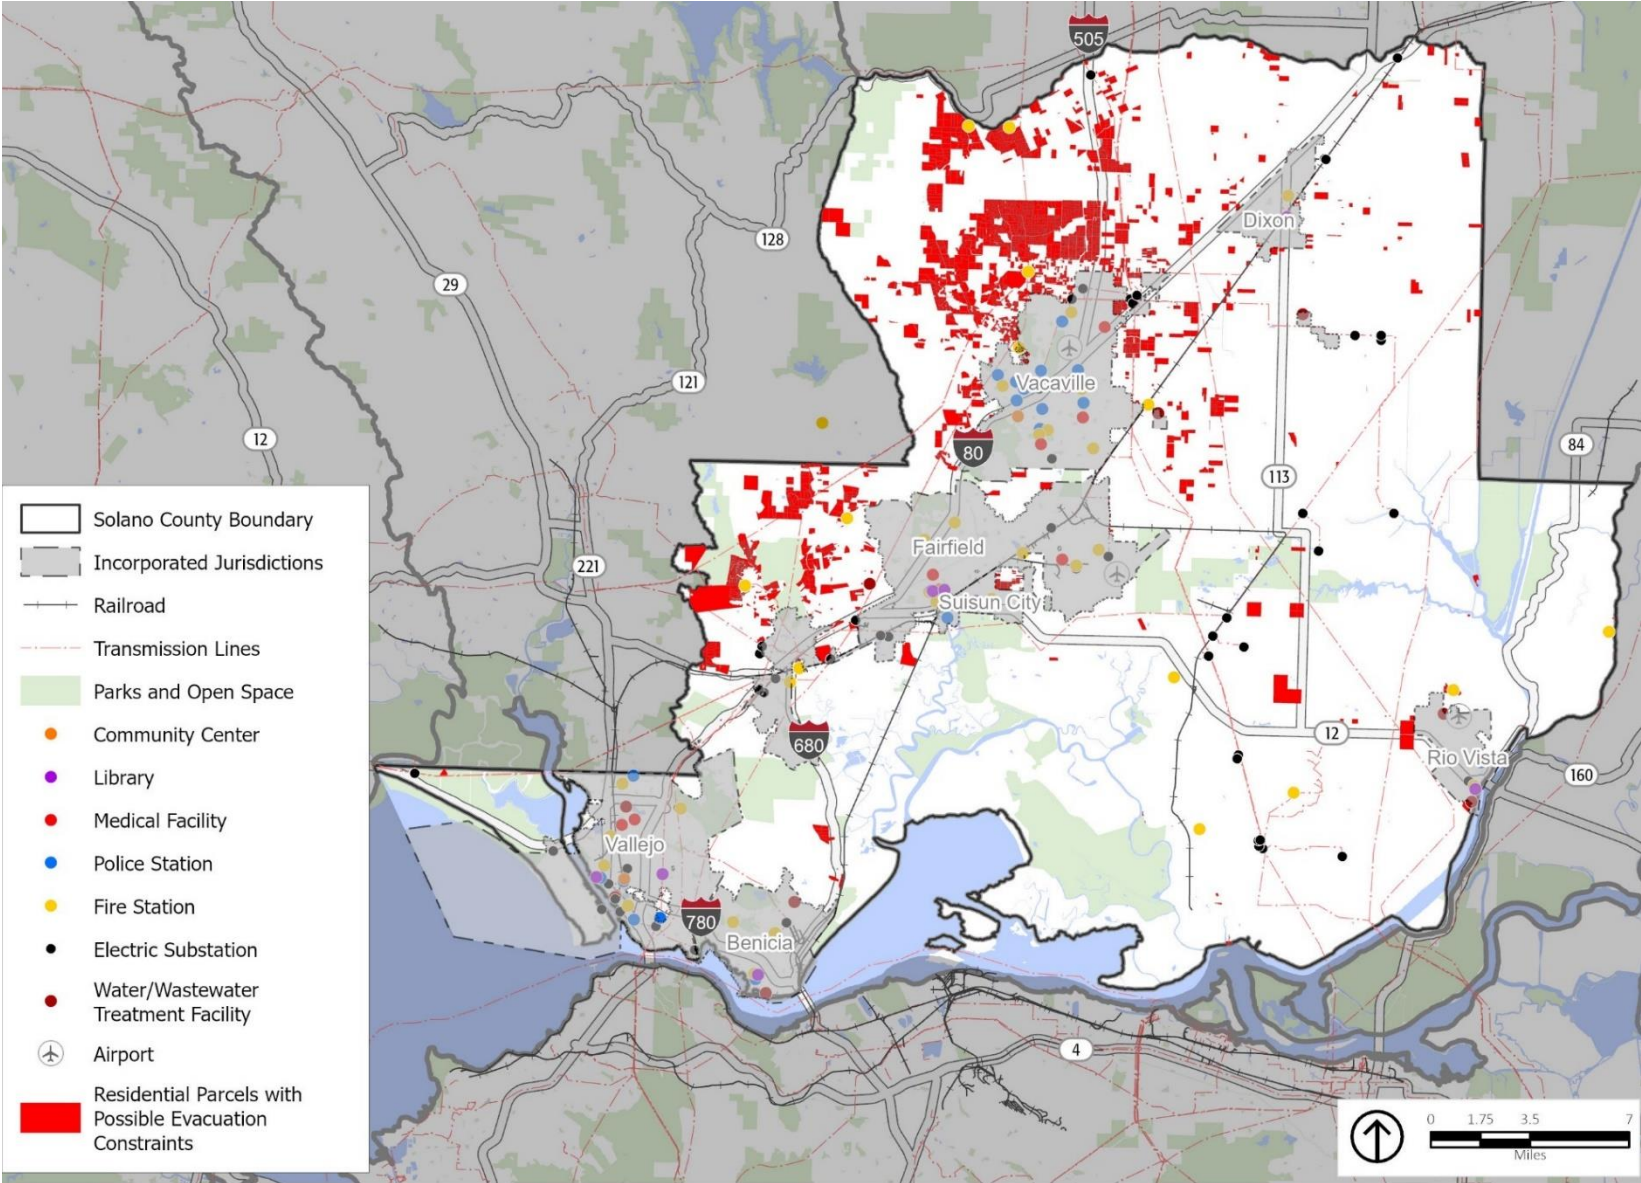 505
Dixon
128
29
121
Vacaville
12
80
84
113
Fairfield
221
Suisun City
680
12
Rio Vista
160
Vallejo
780
Benicia
4
Solano County Boundary
Incorporated Jurisdictions
Railroad
Transmission Lines
Parks and Open Space
Community Center
Library
Medical Facility
Police Station
Fire Station
Electric Substation
Water/Wastewater
Treatment Facility
Airport
Residential Parcels with
Possible Evacuation
Constraints
0 1.75 3.5 7
Miles